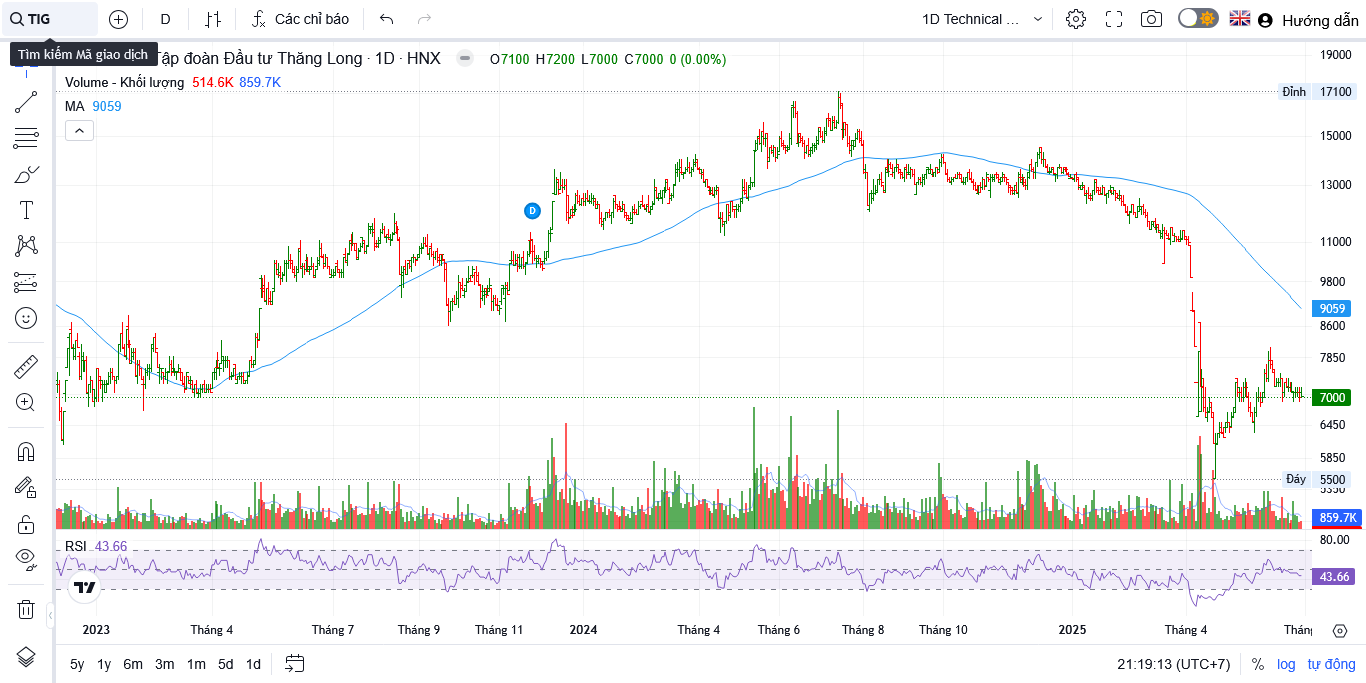 TIG
D
Các chỉ báo
1D Technical ...
Hướng dẫn
Tìm kiếm Mã giao dịch
Tập đoàn Đầu tư Thăng Long · 1D · HNX
O7100 H7200 L7000 C7000 0 (0.00%)
Volume - Khối lượng 514.6K 859.7K
MA 9059
19000
Đỉnh 17100
15000
13000
D
11000
9800
9059
8600
7850
7000
6450
5850
Đáy 5500
859.7K
RSI 43.66
80.00
43.66
2023 Tháng 4 Tháng 7 Tháng 9 Tháng 11 2024 Tháng 4 Tháng 6 Tháng 8 Tháng 10 2025 Tháng 4
5y 1y 6m 3m 1m 5d 1d
21:19:13 (UTC+7) % log tự động